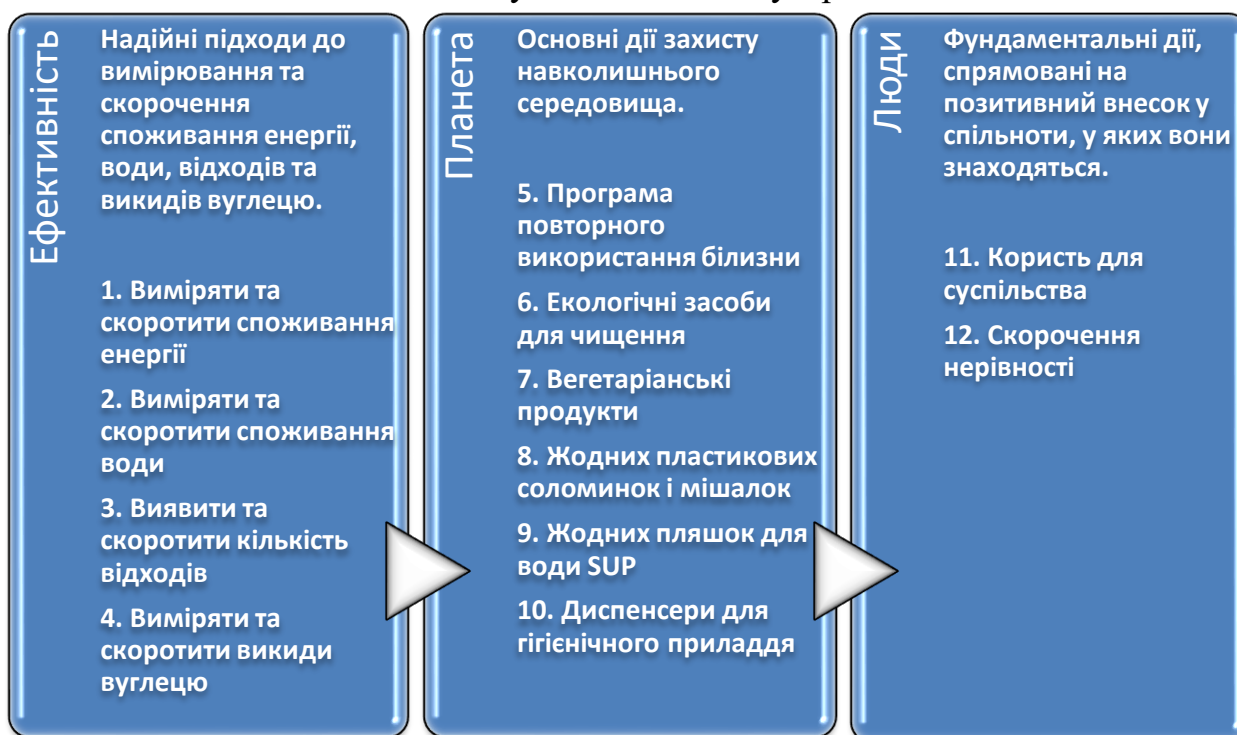 Ефективність
Надійні підходи до
вимірювання та
скорочення
споживання енергії,
води, відходів та
викидів вуглецю.
1. Виміряти та
скоротити споживання
енергії
2. Виміряти та
скоротити споживання
води
3. Виявити та
скоротити кількість
відходів
4. Виміряти та
скоротити викиди
вуглецю
Планета
Основні дії захисту
навколишнього
середовища.
5. Програма
повторного
використання білизни
6. Екологічні засоби
для чищення
7. Вегетаріанські
продукти
8. Жодних пластикових
соломинок і мішалок
9. Жодних пляшок для
води SUP
10. Диспенсери для
гігієнічного приладдя
Люди
Фундаментальні дії,
спрямовані на
позитивний внесок у
спільноти, у яких вони
знаходяться.
11. Користь для
суспільства
12. Скорочення
нерівності